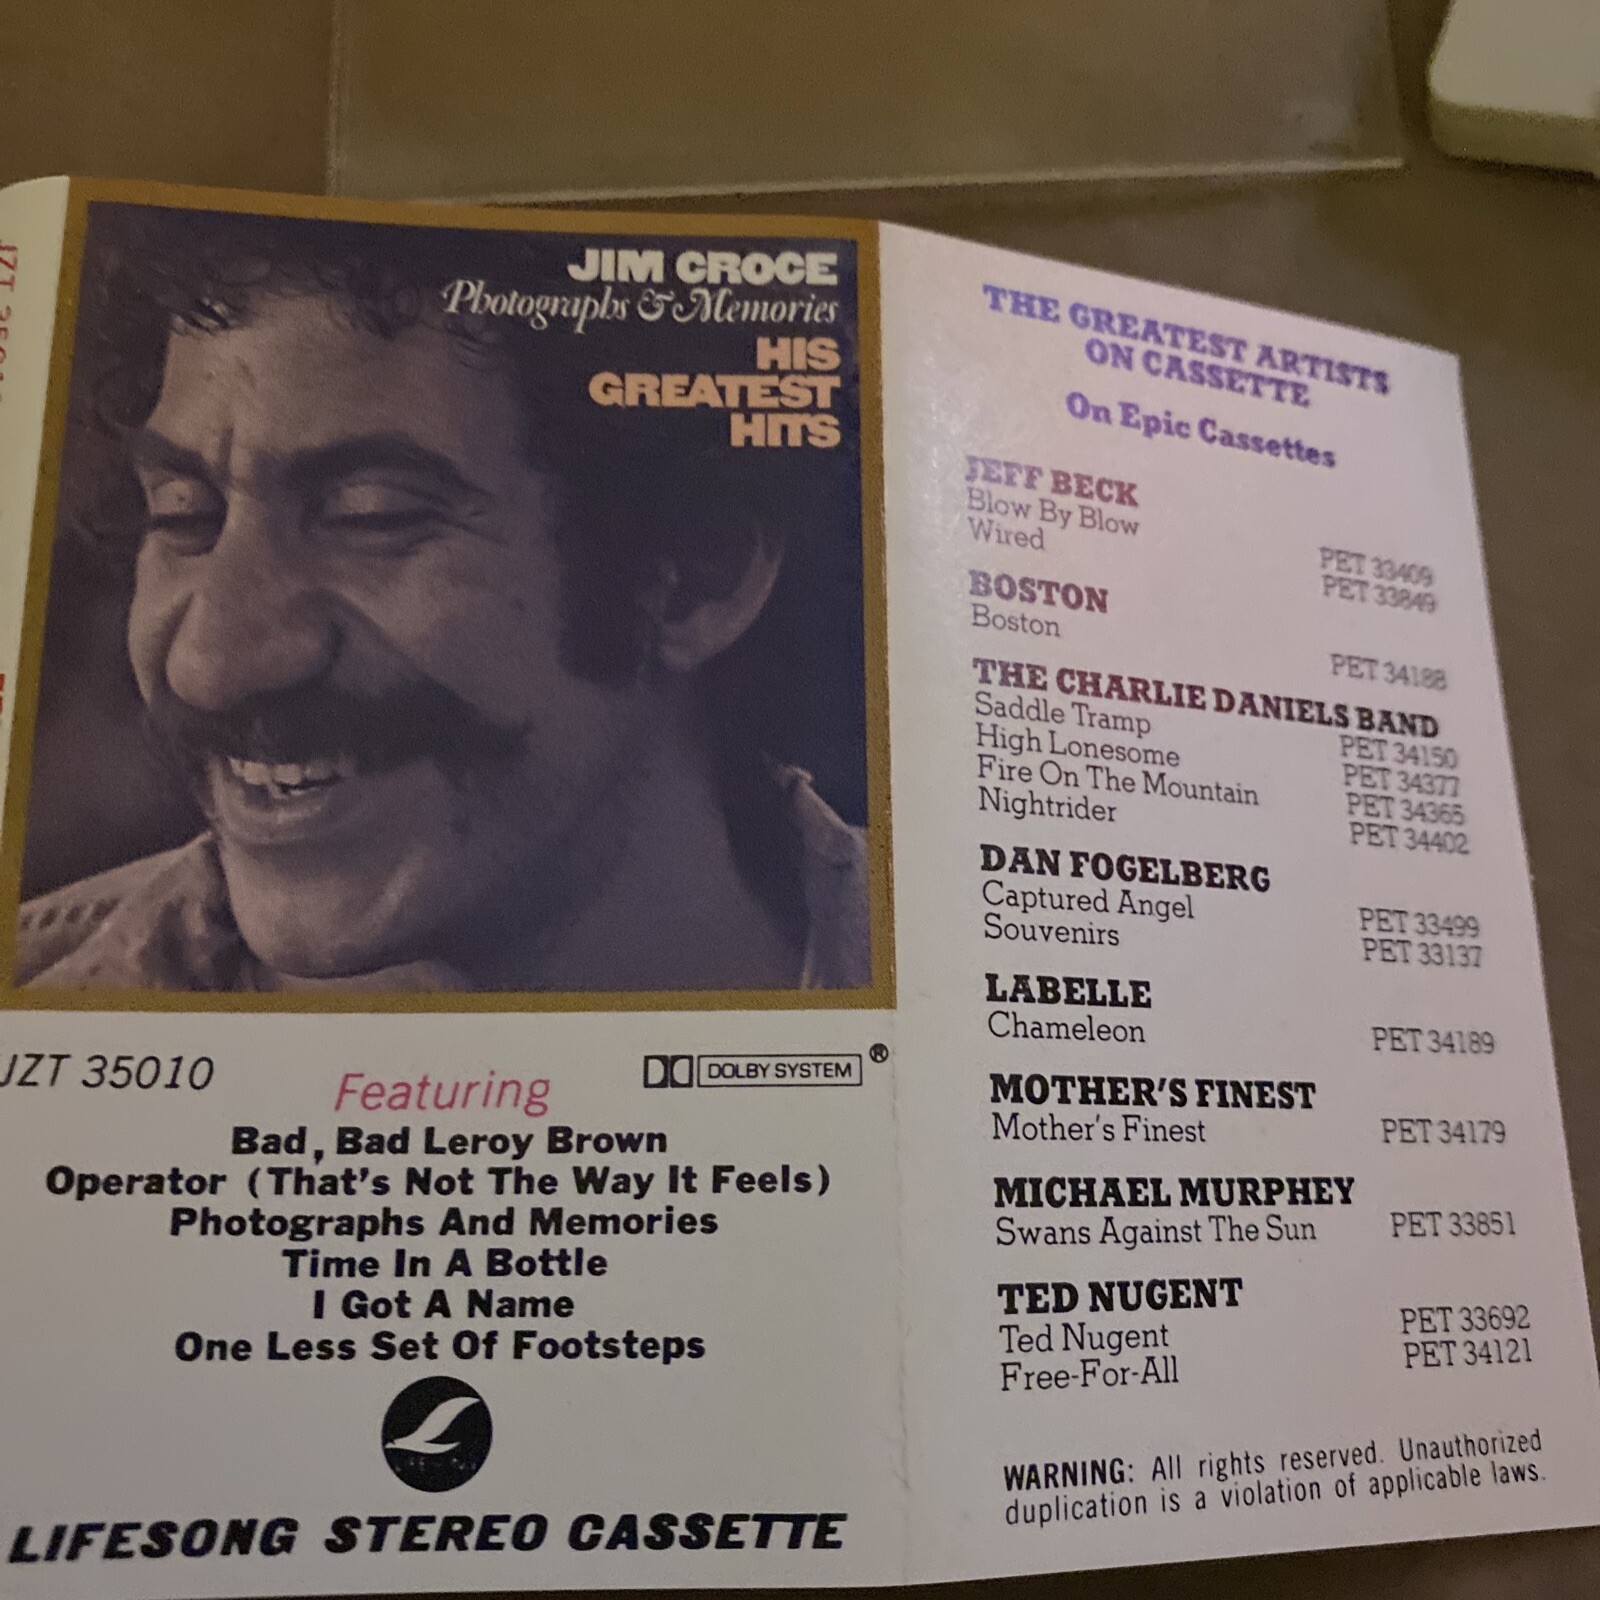 JIM CROCE
Photographs & Memories
HIS
GREATEST
HITS
JZT 35010
DOLBY SYSTEM ®
Featuring
Bad, Bad Leroy Brown
Operator (That's Not The Way It Feels)
Photographs And Memories
Time In A Bottle
I Got A Name
One Less Set Of Footsteps
LIFESONG STEREO CASSETTE
THE GREATEST ARTISTS
ON CASSETTE
On Epic Cassettes
JEFF BECK
Blow By Blow PET 33409
Wired PET 33849
BOSTON
Boston PET 34188
THE CHARLIE DANIELS BAND
Saddle Tramp PET 34150
High Lonesome PET 34377
Fire On The Mountain PET 34365
Nightrider PET 34402
DAN FOGELBERG
Captured Angel PET 33499
Souvenirs PET 33137
LABELLE
Chameleon PET 34189
MOTHER'S FINEST
Mother's Finest PET 34179
MICHAEL MURPHEY
Swans Against The Sun PET 33851
TED NUGENT
Ted Nugent PET 33692
Free-For-All PET 34121
WARNING: All rights reserved. Unauthorized
duplication is a violation of applicable laws.